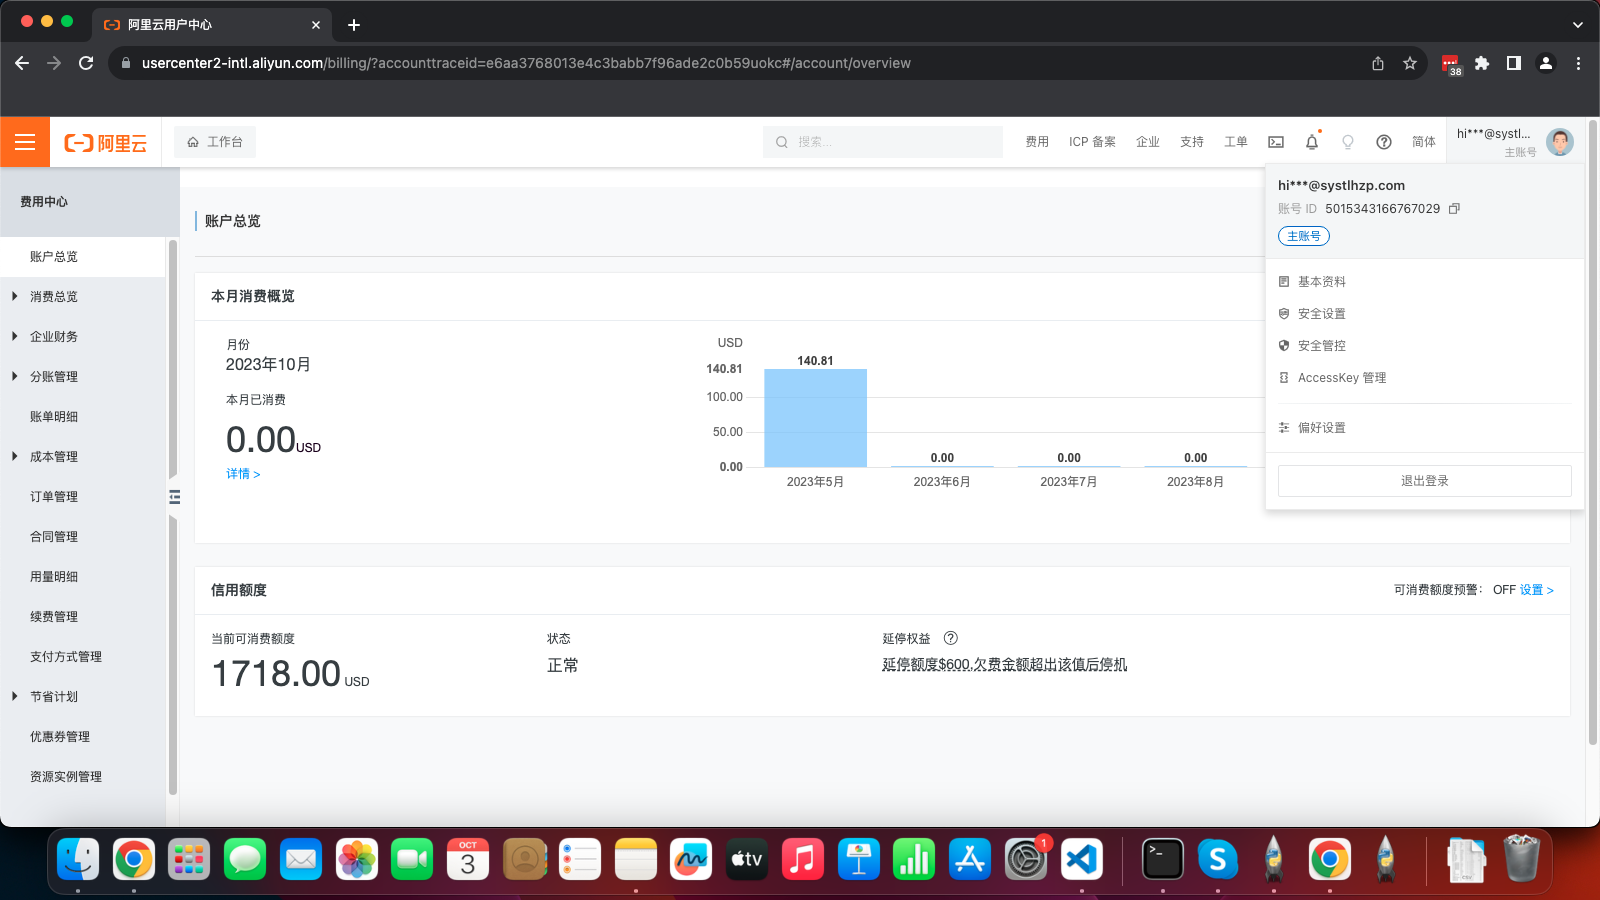 阿里云用户中心
usercenter2-intl.aliyun.com/billing/?accounttraceid=e6aa3768013e4c3babb7f96ade2c0b59uokc#/account/overview
38
阿里云
工作台
搜索...
费用
ICP 备案
企业
支持
工单
简体
hi***@systl...
主账号
hi***@systlhzp.com
账号 ID 5015343166767029
主账号
基本资料
安全设置
安全管控
AccessKey 管理
偏好设置
退出登录
费用中心
账户总览
消费总览
企业财务
分账管理
账单明细
成本管理
订单管理
合同管理
用量明细
续费管理
支付方式管理
节省计划
优惠券管理
资源实例管理
账户总览
本月消费概览
月份
2023年10月
本月已消费
0.00USD
详情 >
USD
140.81
100.00
50.00
0.00
140.81
0.00
0.00
0.00
2023年5月
2023年6月
2023年7月
2023年8月
信用额度
可消费额度预警： OFF 设置 >
当前可消费额度
1718.00 USD
状态
正常
延停权益
延停额度$600,欠费金额超出该值后停机
OCT
3
tv
1